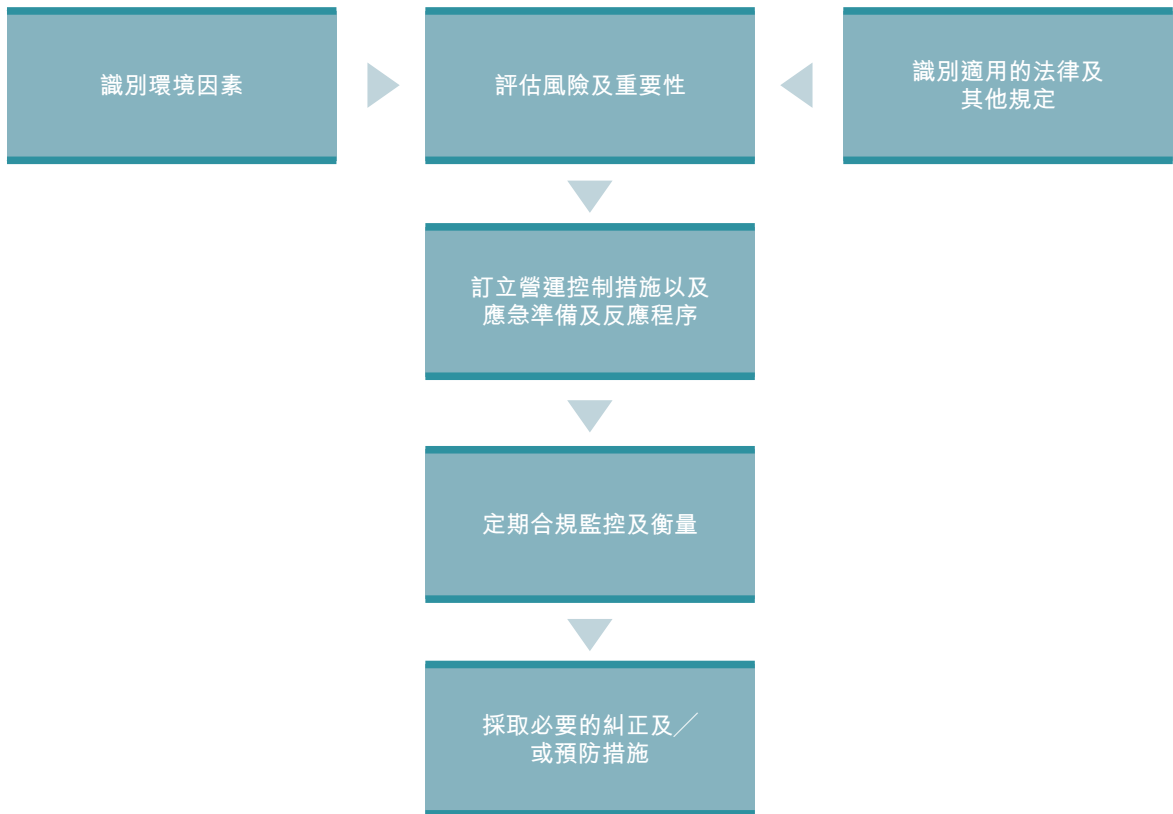 識別環境因素
評估風險及重要性
識別適用的法律及
其他規定
訂立營運控制措施以及
應急準備及反應程序
定期合規監控及衡量
採取必要的糾正及╱
或預防措施